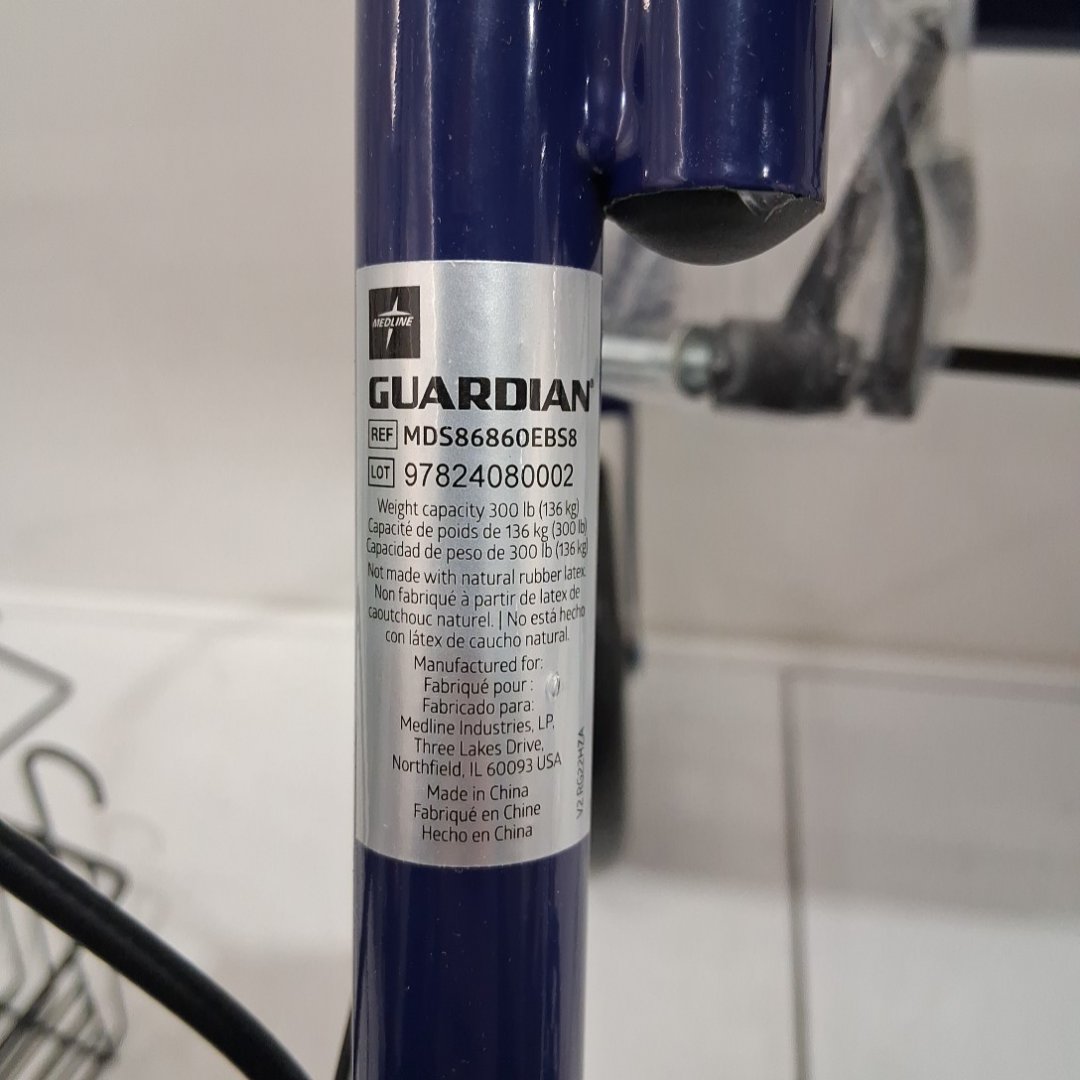 MEDLINE
GUARDIAN®
REF MDS86860EBS8
LOT 97824080002
Weight capacity 300 lb (136 kg)
Capacité de poids de 136 kg (300 lb)
Capacidad de peso de 300 lb (136 kg)
Not made with natural rubber latex.
Non fabriqué à partir de latex de
caoutchouc naturel. | No está hecho
con látex de caucho natural.
Manufactured for:
Fabriqué pour :
Fabricado para:
Medline Industries, LP,
Three Lakes Drive,
Northfield, IL 60093 USA
Made in China
Fabriqué en Chine
Hecho en China
V2 RG22HZA